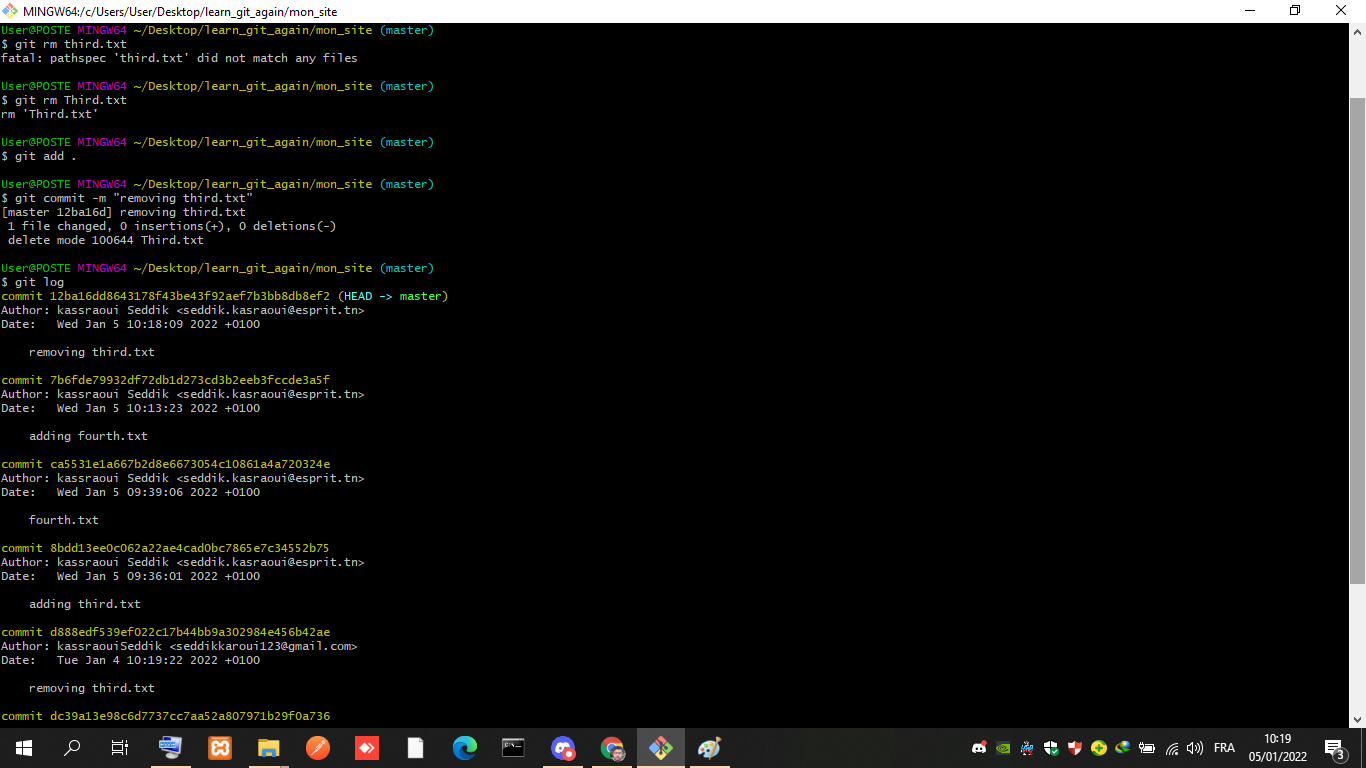 MINGW64:/c/Users/User/Desktop/learn_git_again/mon_site
User@POSTE MINGW64 ~/Desktop/learn_git_again/mon_site (master)
$ git rm third.txt
fatal: pathspec 'third.txt' did not match any files
User@POSTE MINGW64 ~/Desktop/learn_git_again/mon_site (master)
$ git rm Third.txt
rm 'Third.txt'
User@POSTE MINGW64 ~/Desktop/learn_git_again/mon_site (master)
$ git add .
User@POSTE MINGW64 ~/Desktop/learn_git_again/mon_site (master)
$ git commit -m "removing third.txt"
[master 12ba16d] removing third.txt
 1 file changed, 0 insertions(+), 0 deletions(-)
 delete mode 100644 Third.txt
User@POSTE MINGW64 ~/Desktop/learn_git_again/mon_site (master)
$ git log
commit 12ba16dd8643178f43be43f92aef7b3bb8db8ef2 (HEAD -> master)
Author: kassraoui Seddik <seddik.kasraoui@esprit.tn>
Date:   Wed Jan 5 10:18:09 2022 +0100
    removing third.txt
commit 7b6fde79932df72db1d273cd3b2eeb3fccde3a5f
Author: kassraoui Seddik <seddik.kasraoui@esprit.tn>
Date:   Wed Jan 5 10:13:23 2022 +0100
    adding fourth.txt
commit ca5531e1a667b2d8e6673054c10861a4a720324e
Author: kassraoui Seddik <seddik.kasraoui@esprit.tn>
Date:   Wed Jan 5 09:39:06 2022 +0100
    fourth.txt
commit 8bdd13ee0c062a22ae4cad0bc7865e7c34552b75
Author: kassraoui Seddik <seddik.kasraoui@esprit.tn>
Date:   Wed Jan 5 09:36:01 2022 +0100
    adding third.txt
commit d888edf539ef022c17b44bb9a302984e456b42ae
Author: kassraouiSeddik <seddikkaroui123@gmail.com>
Date:   Tue Jan 4 10:19:22 2022 +0100
    removing third.txt
commit dc39a13e98c6d7737cc7aa52a807971b29f0a736
FRA
10:19
05/01/2022
3